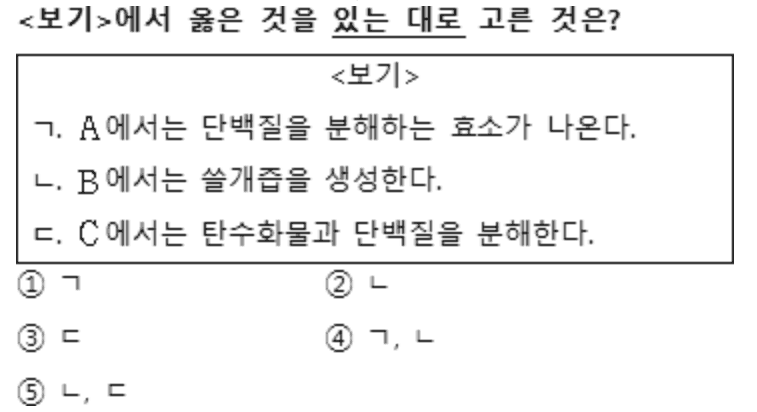 <보기>에서 옳은 것을 있는 대로 고른 것은?
<보기>
ㄱ. A에서는 단백질을 분해하는 효소가 나온다.
ㄴ. B에서는 쓸개즙을 생성한다.
ㄷ. C에서는 탄수화물과 단백질을 분해한다.
① ㄱ ② ㄴ
③ ㄷ ④ ㄱ, ㄴ
⑤ ㄴ, ㄷ